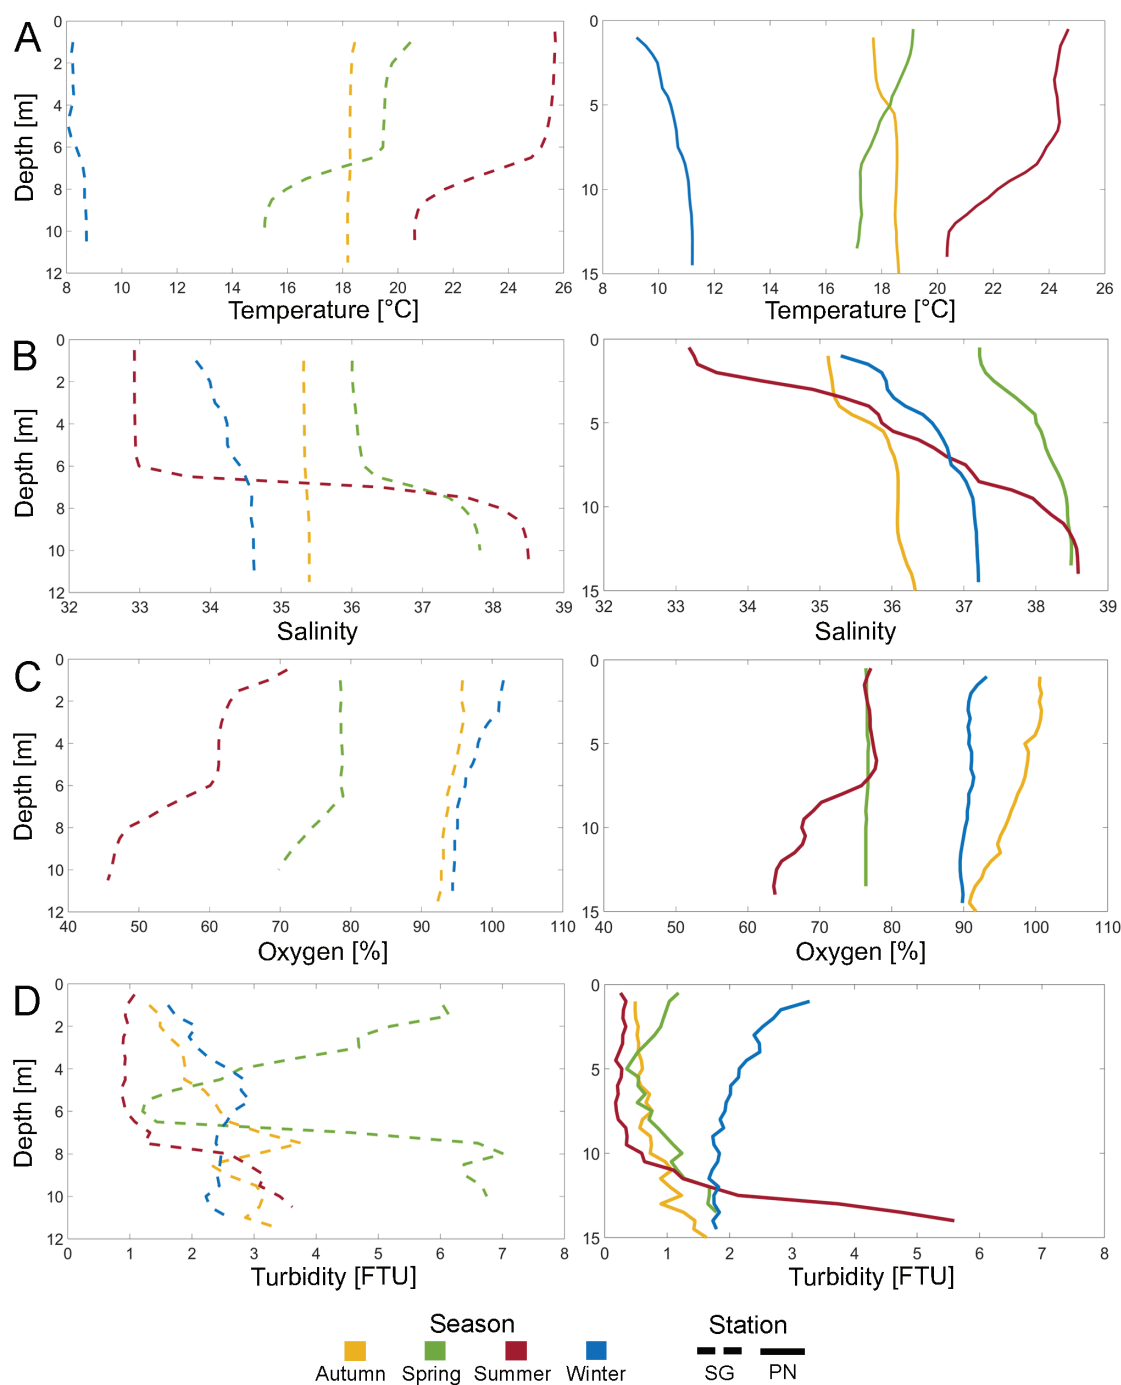 A
Depth [m]
0
2
4
6
8
10
12
8 10 12 14 16 18 20 22 24 26
Temperature [°C]
0
5
10
15
8 10 12 14 16 18 20 22 24 26
Temperature [°C]
B
Depth [m]
0
2
4
6
8
10
12
32 33 34 35 36 37 38 39
Salinity
0
5
10
15
32 33 34 35 36 37 38 39
Salinity
C
Depth [m]
0
2
4
6
8
10
12
40 50 60 70 80 90 100 110
Oxygen [%]
0
5
10
15
40 50 60 70 80 90 100 110
Oxygen [%]
D
Depth [m]
0
2
4
6
8
10
12
0 1 2 3 4 5 6 7 8
Turbidity [FTU]
0
5
10
15
0 1 2 3 4 5 6 7 8
Turbidity [FTU]
Season
Autumn Spring Summer Winter
Station
SG PN